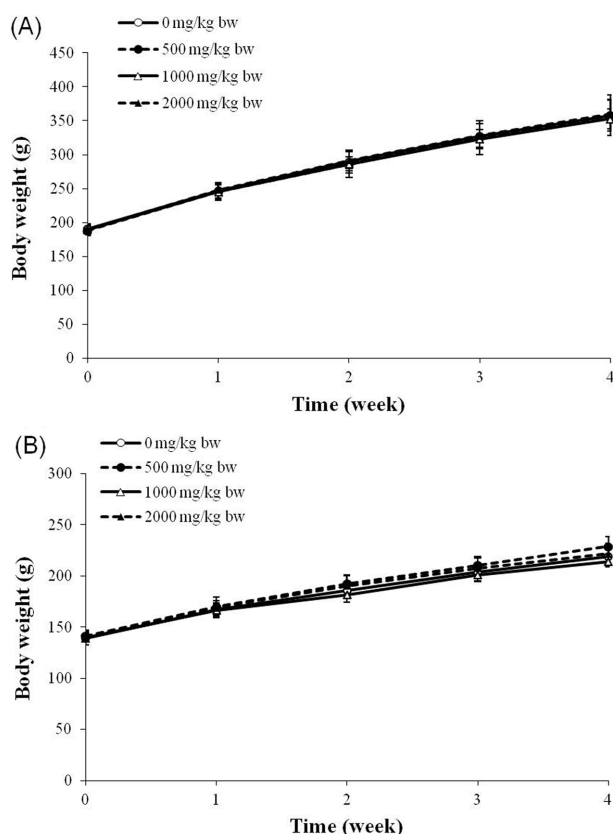 (A)
0 mg/kg bw
500 mg/kg bw
1000 mg/kg bw
2000 mg/kg bw
Body weight (g)
450
400
350
300
250
200
150
100
50
0
0 1 2 3 4
Time (week)
(B)
0 mg/kg bw
500 mg/kg bw
1000 mg/kg bw
2000 mg/kg bw
Body weight (g)
300
250
200
150
100
50
0
0 1 2 3 4
Time (week)